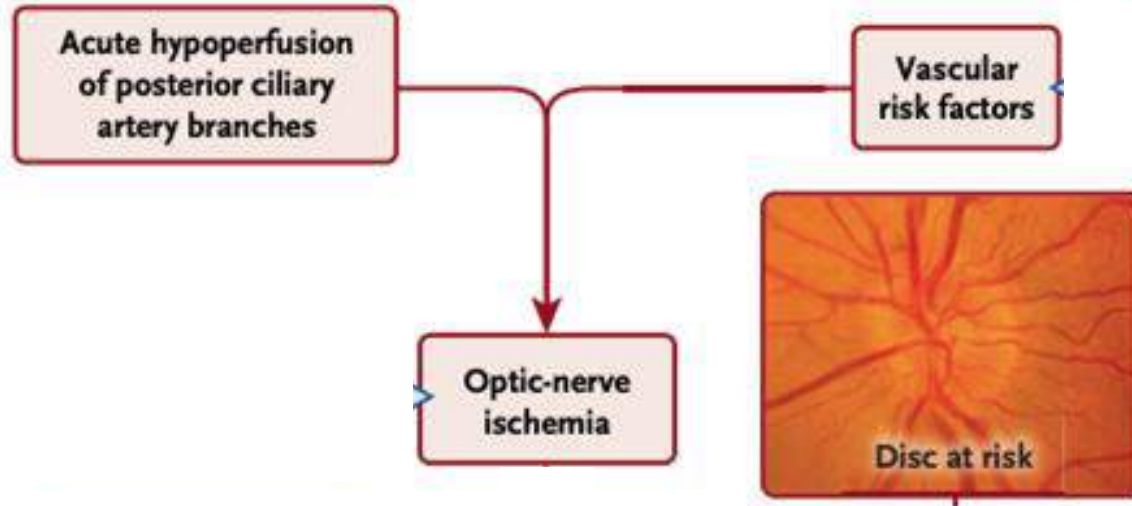 Acute hypoperfusion
of posterior ciliary
artery branches
Vascular
risk factors
Optic-nerve
ischemia
Disc at risk